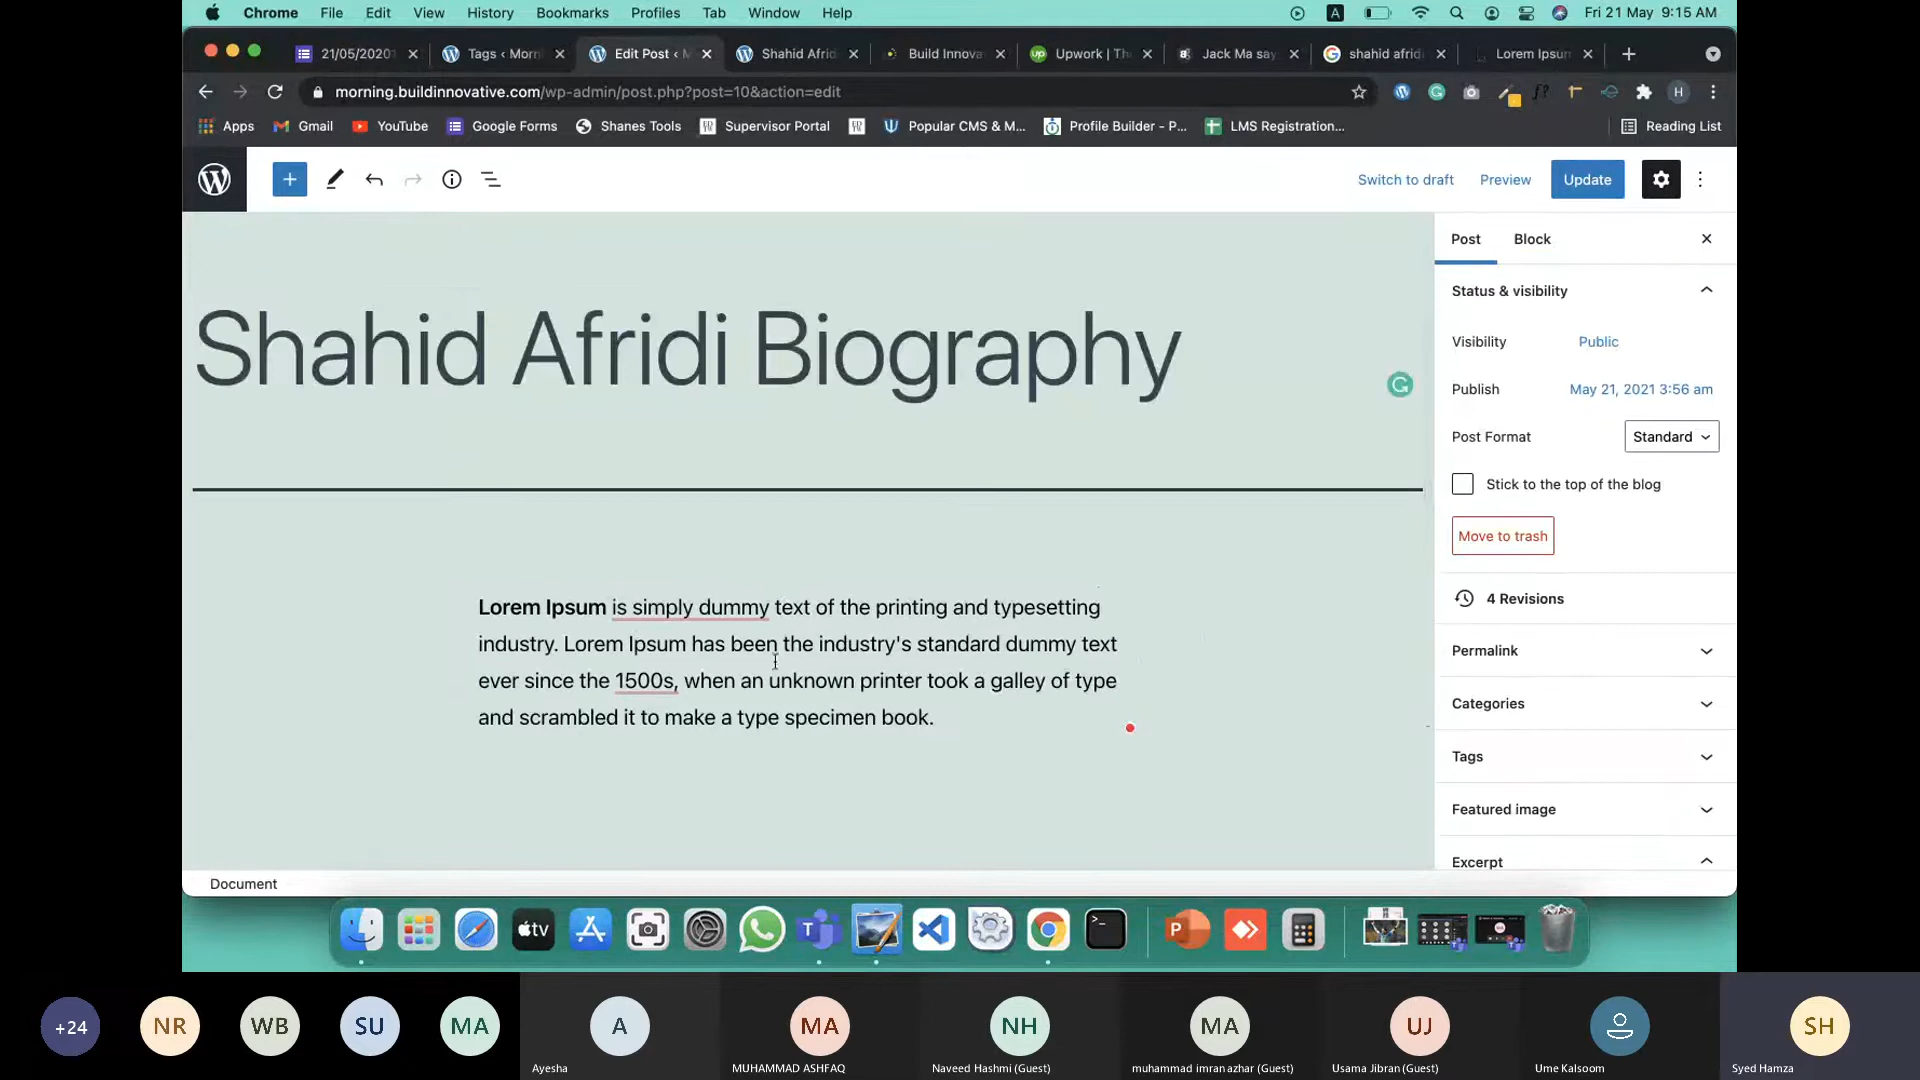 Chrome File Edit View History Bookmarks Profiles Tab Window Help A Fri 21 May 9:15 AM
21/05/2020 Tags ‹ Morn Edit Post ‹ M Shahid Afrid Build Innova up Upwork | Th Jack Ma say shahid afrid Lorem Ipsum
morning.buildinnovative.com/wp-admin/post.php?post=10&action=edit f? H
Apps Gmail YouTube Google Forms Shanes Tools Supervisor Portal Popular CMS & M... Profile Builder - P... LMS Registration... Reading List
Switch to draft Preview Update
Post Block
Status & visibility
Shahid Afridi Biography
Visibility Public
Publish May 21, 2021 3:56 am
Post Format Standard
Stick to the top of the blog
Move to trash
4 Revisions
Lorem Ipsum is simply dummy text of the printing and typesetting
industry. Lorem Ipsum has been the industry's standard dummy text
ever since the 1500s, when an unknown printer took a galley of type
and scrambled it to make a type specimen book.
Permalink
Categories
Tags
Featured image
Excerpt
Document
tv
+24 NR WB SU MA A MA NH MA UJ SH
Ayesha MUHAMMAD ASHFAQ Naveed Hashmi (Guest) muhammad imran azhar (Guest) Usama Jibran (Guest) Ume Kalsoom Syed Hamza